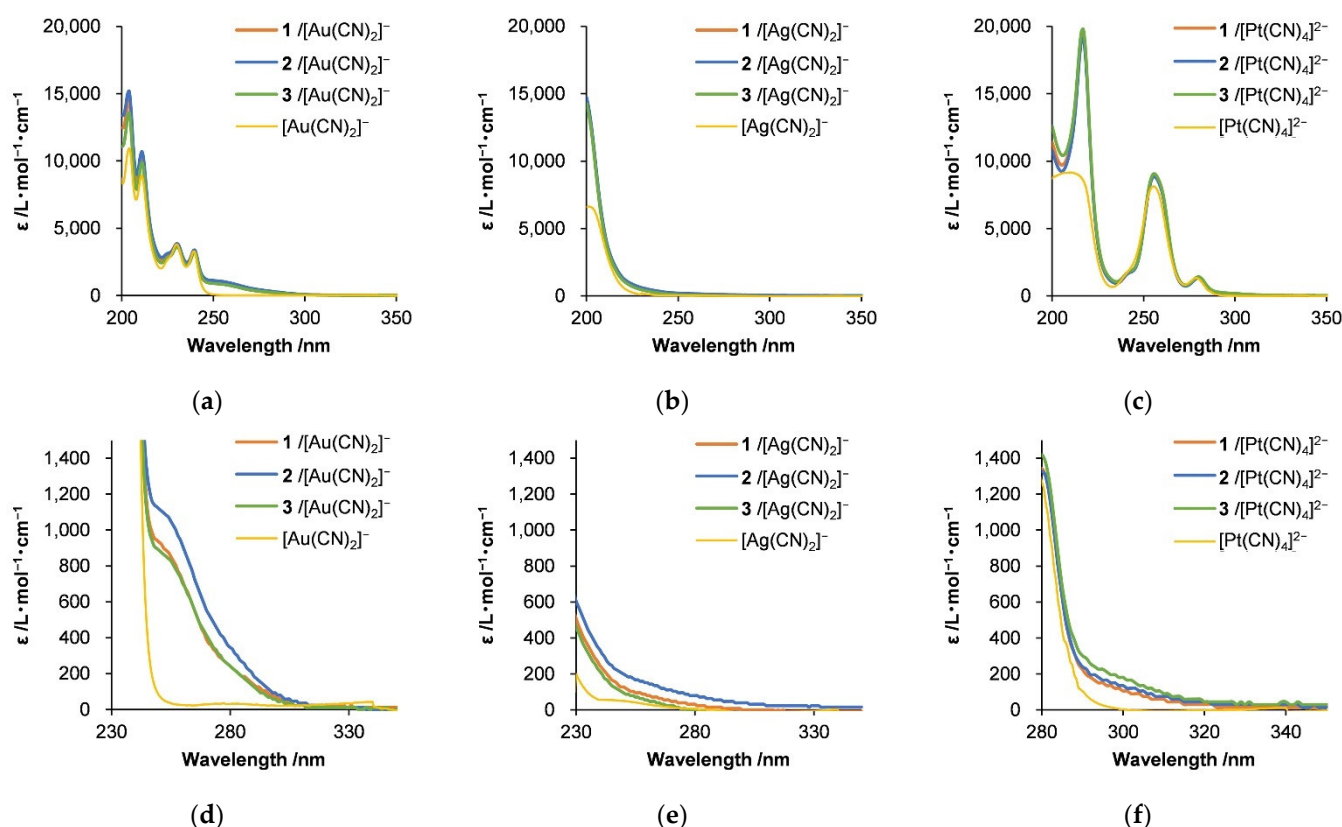 20,000
15,000
10,000
5,000
0
ε /L·mol⁻¹·cm⁻¹
1 /[Au(CN)₂]⁻
2 /[Au(CN)₂]⁻
3 /[Au(CN)₂]⁻
[Au(CN)₂]⁻
200 250 300 350
Wavelength /nm
(a)
20,000
15,000
10,000
5,000
0
ε /L·mol⁻¹·cm⁻¹
1 /[Ag(CN)₂]⁻
2 /[Ag(CN)₂]⁻
3 /[Ag(CN)₂]⁻
[Ag(CN)₂]⁻
200 250 300 350
Wavelength /nm
(b)
20,000
15,000
10,000
5,000
0
ε /L·mol⁻¹·cm⁻¹
1 /[Pt(CN)₄]²⁻
2 /[Pt(CN)₄]²⁻
3 /[Pt(CN)₄]²⁻
[Pt(CN)₄]²⁻
200 250 300 350
Wavelength /nm
(c)
1,400
1,200
1,000
800
600
400
200
0
ε /L·mol⁻¹·cm⁻¹
1 /[Au(CN)₂]⁻
2 /[Au(CN)₂]⁻
3 /[Au(CN)₂]⁻
[Au(CN)₂]⁻
230 280 330
Wavelength /nm
(d)
1,400
1,200
1,000
800
600
400
200
0
ε /L·mol⁻¹·cm⁻¹
1 /[Ag(CN)₂]⁻
2 /[Ag(CN)₂]⁻
3 /[Ag(CN)₂]⁻
[Ag(CN)₂]⁻
230 280 330
Wavelength /nm
(e)
1,400
1,200
1,000
800
600
400
200
0
ε /L·mol⁻¹·cm⁻¹
1 /[Pt(CN)₄]²⁻
2 /[Pt(CN)₄]²⁻
3 /[Pt(CN)₄]²⁻
[Pt(CN)₄]²⁻
280 300 320 340
Wavelength /nm
(f)